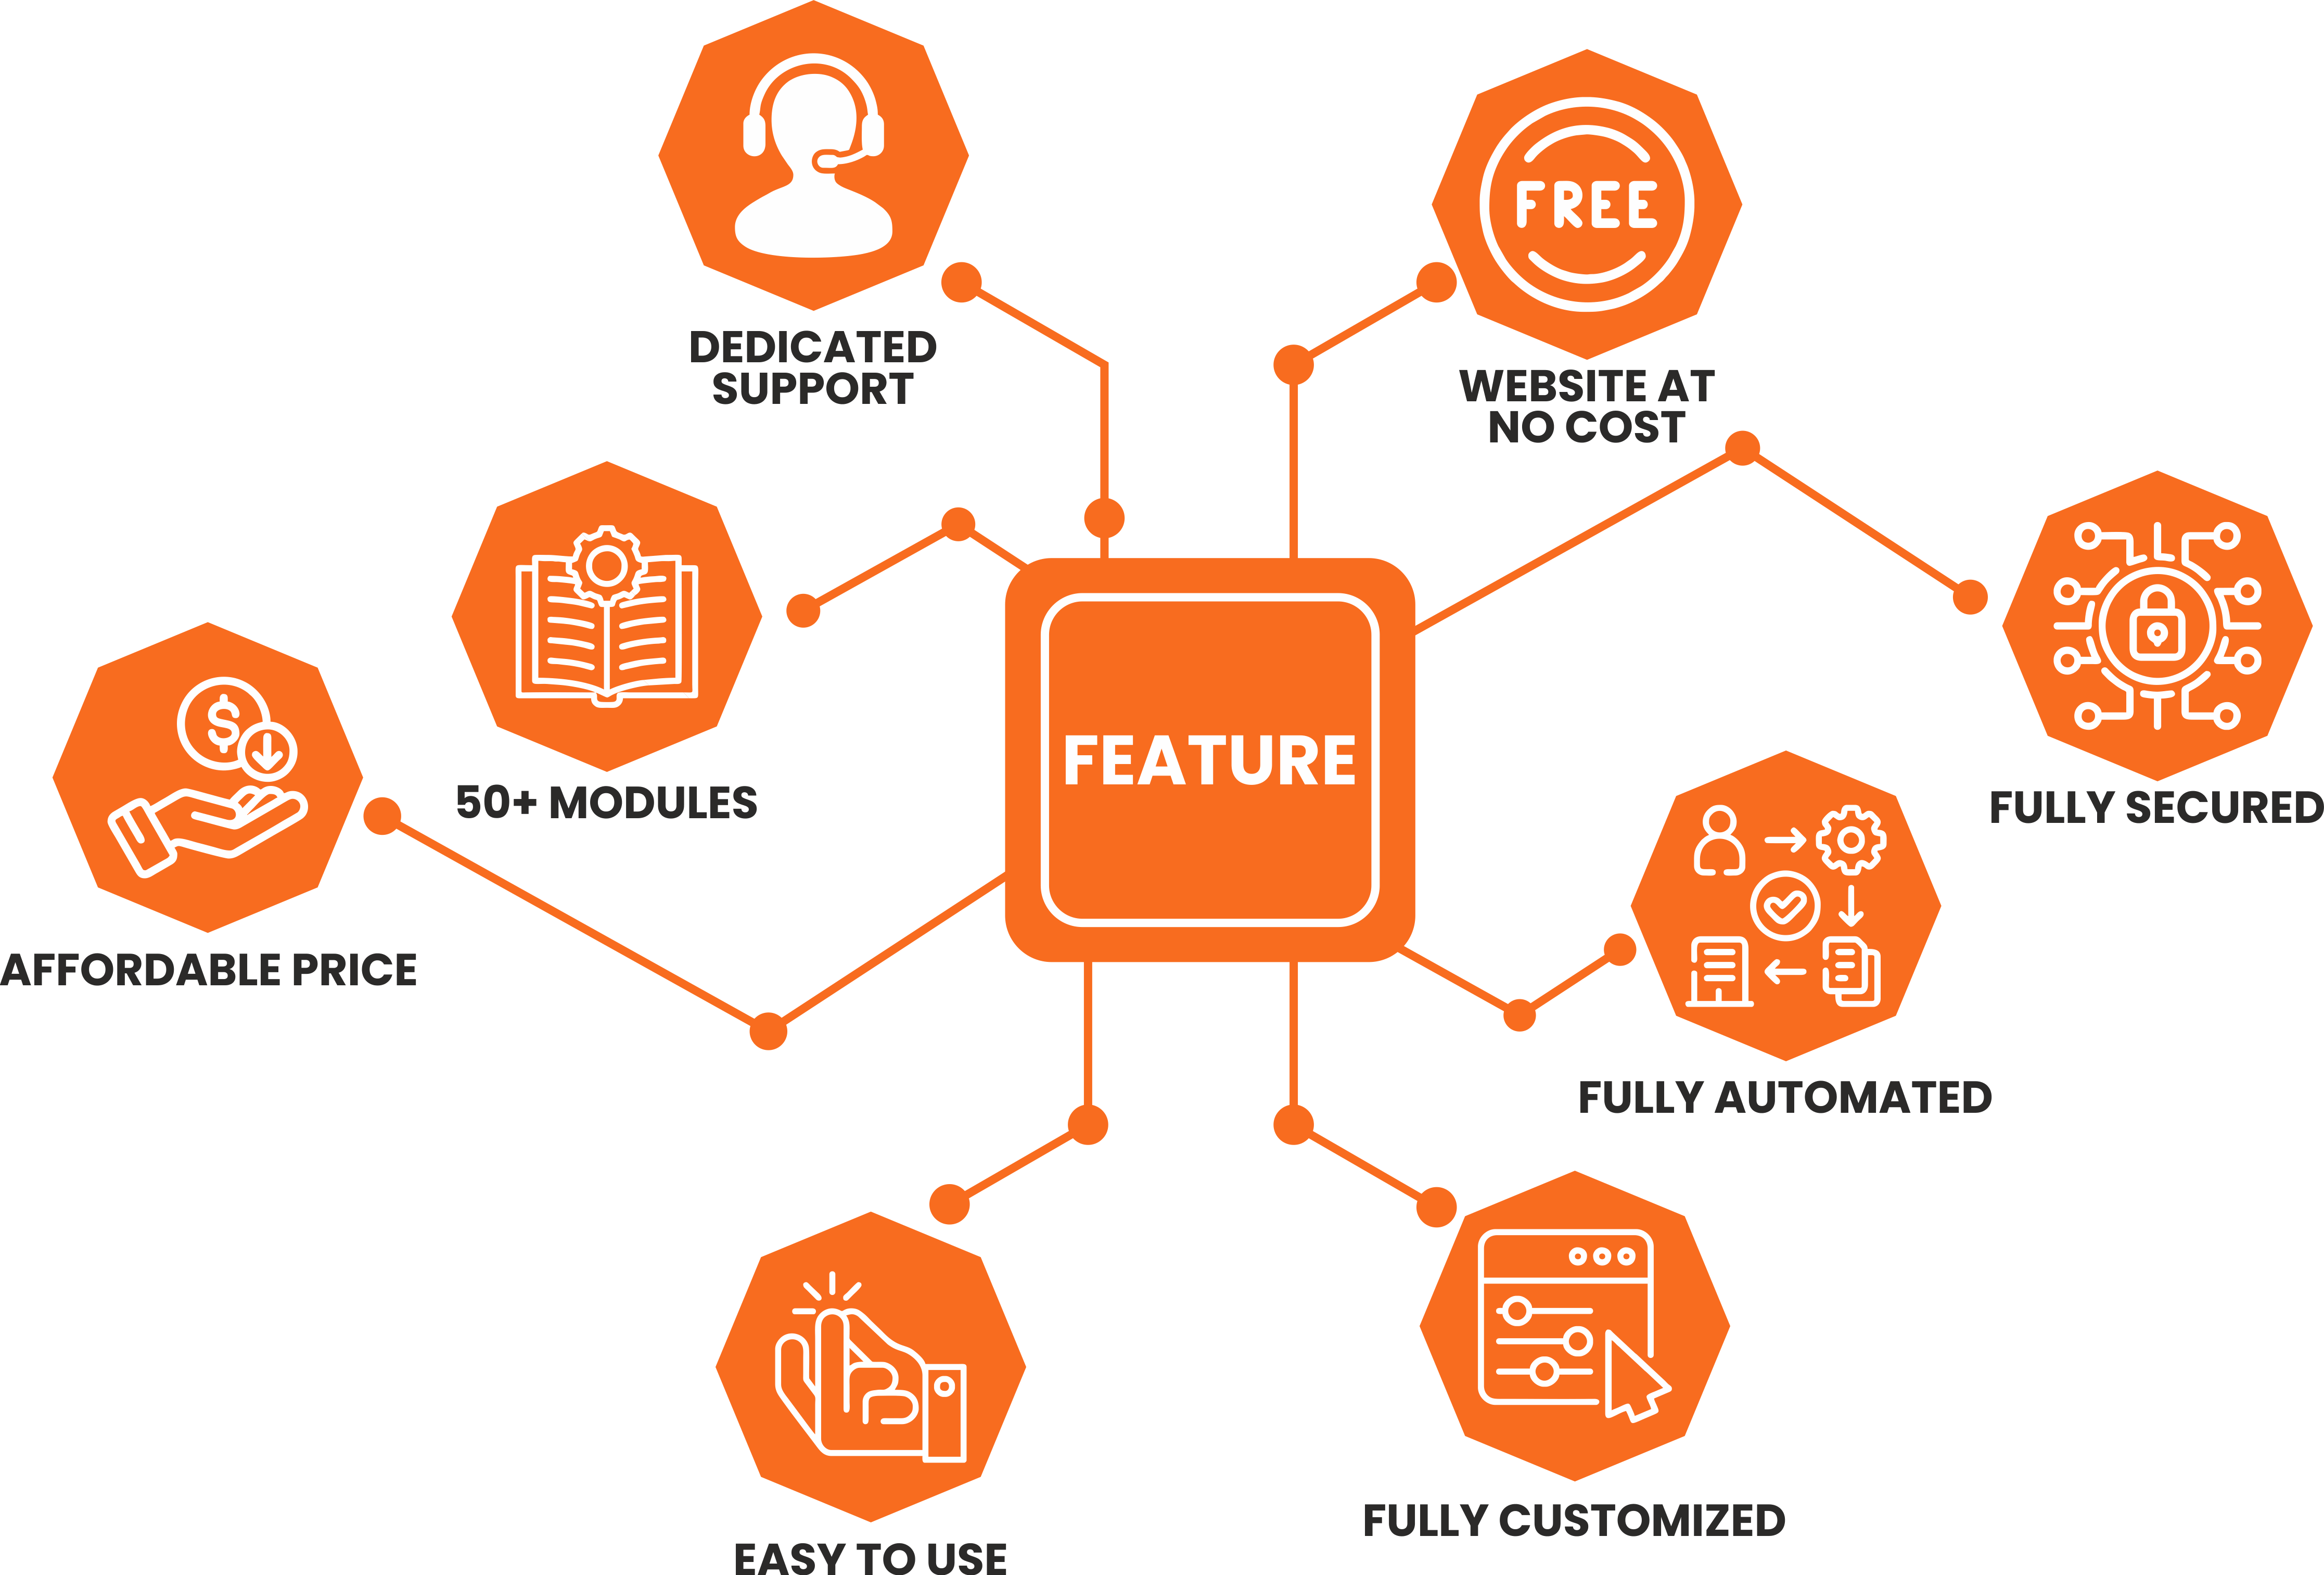 FREE
DEDICATED
SUPPORT
WEBSITE AT
NO COST
$
FEATURE
50+ MODULES
FULLY SECURED
AFFORDABLE PRICE
FULLY AUTOMATED
FULLY CUSTOMIZED
EASY TO USE